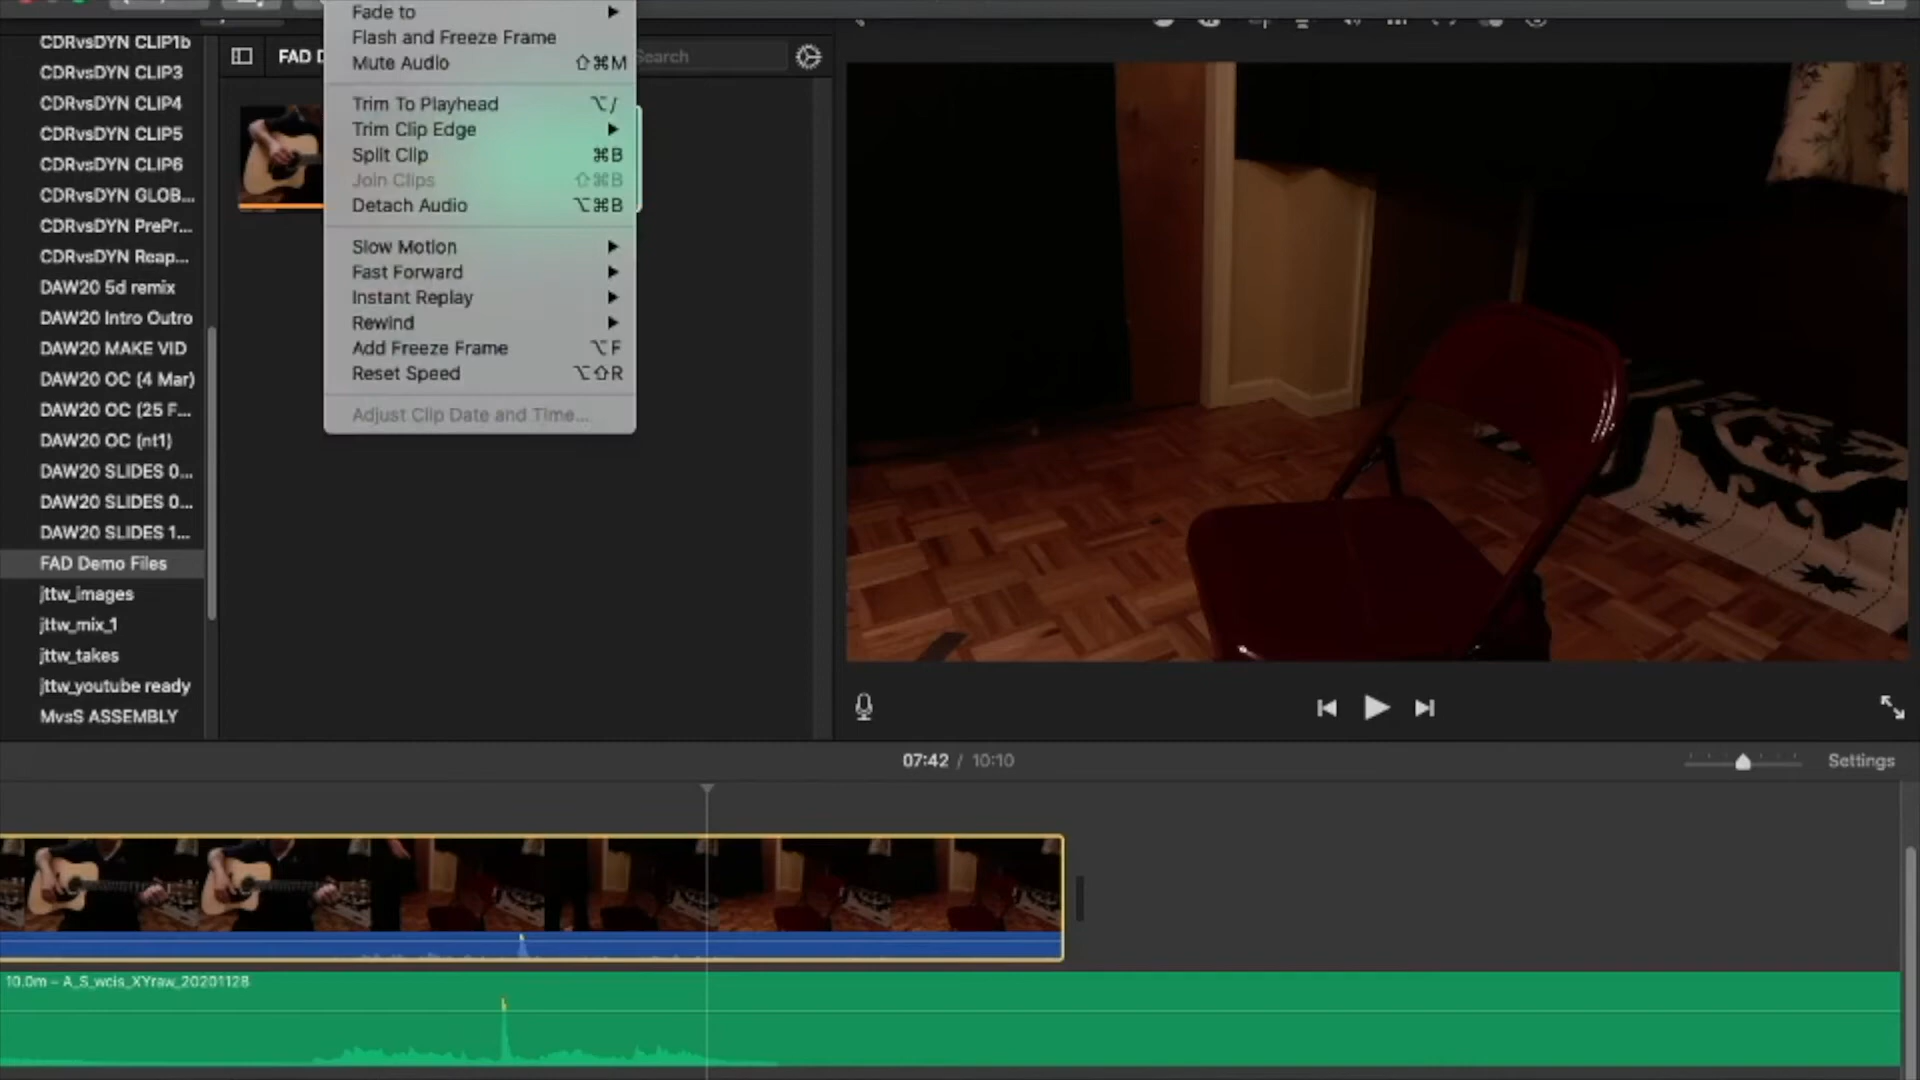 CDRvsDYN CLIP1b
CDRvsDYN CLIP3
CDRvsDYN CLIP4
CDRvsDYN CLIP5
CDRvsDYN CLIP6
CDRvsDYN GLOB...
CDRvsDYN PrePr...
CDRvsDYN Reap...
DAW20 5d remix
DAW20 Intro Outro
DAW20 MAKE VID
DAW20 OC (4 Mar)
DAW20 OC (25 F...
DAW20 OC (nt1)
DAW20 SLIDES 0...
DAW20 SLIDES 0...
DAW20 SLIDES 1...
FAD Demo Files
jttw_images
jttw_mix_1
jttw_takes
jttw_youtube ready
MvsS ASSEMBLY
FAD D
Search
Fade to
Flash and Freeze Frame
Mute Audio ⇧⌘M
Trim To Playhead ⌥/
Trim Clip Edge
Split Clip ⌘B
Join Clips ⇧⌘B
Detach Audio ⌥⌘B
Slow Motion
Fast Forward
Instant Replay
Rewind
Add Freeze Frame ⌥F
Reset Speed ⌥⇧R
Adjust Clip Date and Time...
07:42 / 10:10
Settings
10.0m – A_S_wcis_XYraw_20201128